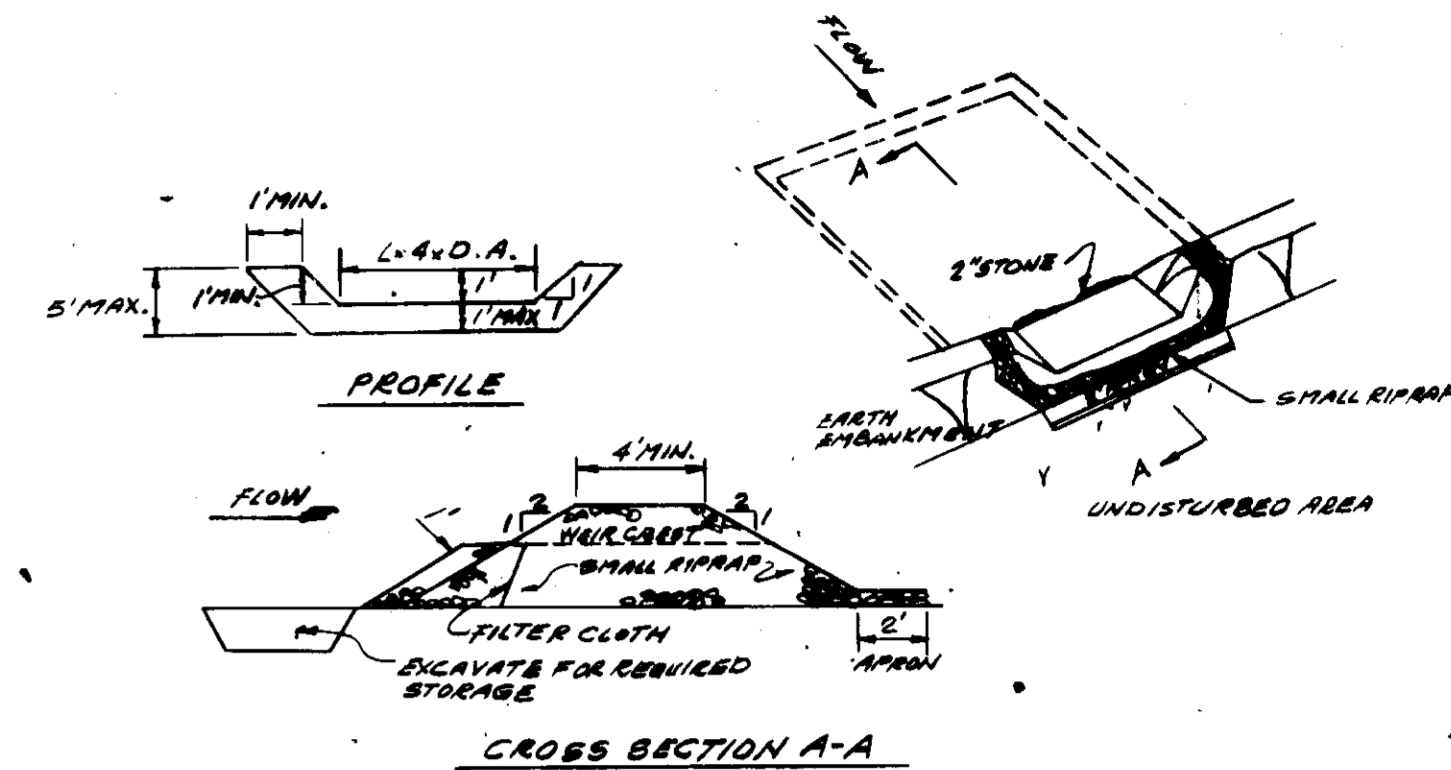 FLOW
A
2"STONE
SMALL RIPRAP
EARTH
EMBANKMENT
A
UNDISTURBED AREA
1'MIN.
L=4xD.A.
5'MAX.
1'MIN.
1'
1'MAX
1
1
PROFILE
FLOW
4'MIN.
1
2
2
1
WEIR CREST
SMALL RIPRAP
FILTER CLOTH
2'
APRON
EXCAVATE FOR REQUIRED
STORAGE
CROSS SECTION A-A